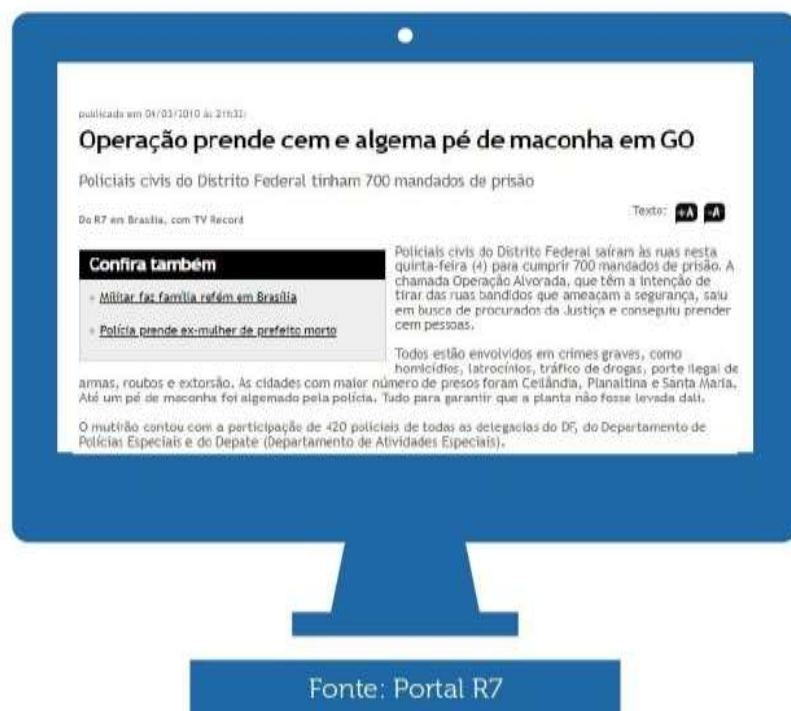 publicada em 04/03/2010 às 21h33:
Operação prende cem e algema pé de maconha em GO
Policiais civis do Distrito Federal tinham 700 mandados de prisão
Texto: +A -A
Do R7 em Brasília, com TV Record
Confira também
Militar faz família refém em Brasília
Polícia prende ex-mulher de prefeito morto
Policiais civis do Distrito Federal saíram às ruas nesta
quinta-feira (4) para cumprir 700 mandados de prisão. A
chamada Operação Alvorada, que têm a intenção de
tirar das ruas bandidos que ameaçam a segurança, saiu
em busca de procurados da Justiça e conseguiu prender
cem pessoas.
Todos estão envolvidos em crimes graves, como
homicídios, latrocínios, tráfico de drogas, porte ilegal de
armas, roubos e extorsão. As cidades com maior número de presos foram Ceilândia, Planaltina e Santa Maria.
Até um pé de maconha foi algemado pela polícia. Tudo para garantir que a planta não fosse levada dali.
O mutirão contou com a participação de 420 policiais de todas as delegacias do DF, do Departamento de
Polícias Especiais e do Depate (Departamento de Atividades Especiais).
Fonte: Portal R7